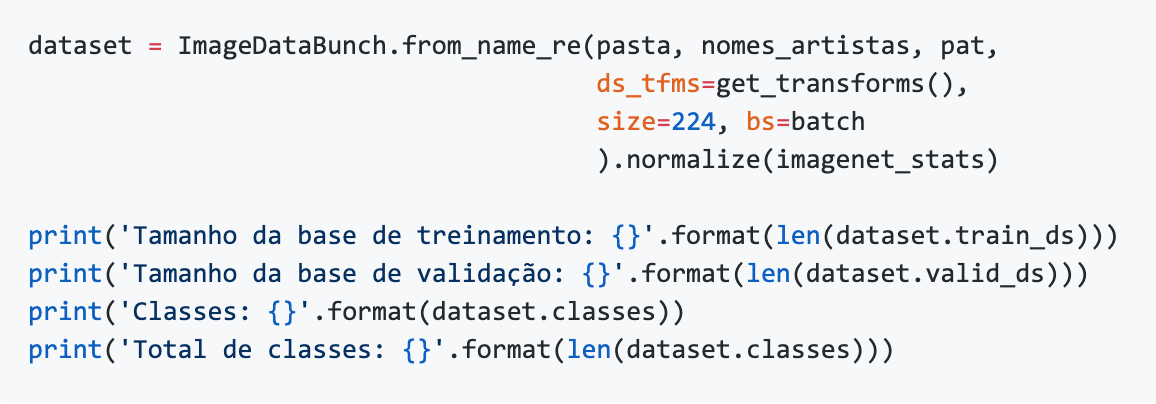 dataset = ImageDataBunch.from_name_re(pasta, nomes_artistas, pat,
                                      ds_tfms=get_transforms(),
                                      size=224, bs=batch
                                      ).normalize(imagenet_stats)

print('Tamanho da base de treinamento: {}'.format(len(dataset.train_ds)))
print('Tamanho da base de validação: {}'.format(len(dataset.valid_ds)))
print('Classes: {}'.format(dataset.classes))
print('Total de classes: {}'.format(len(dataset.classes)))